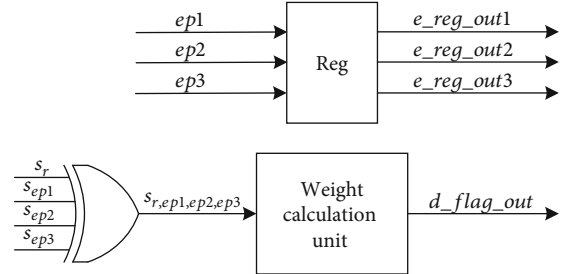 ep1
ep2
ep3
Reg
e_reg_out1
e_reg_out2
e_reg_out3
s_r
s_ep1
s_ep2
s_ep3
s_r,ep1,ep2,ep3
Weight
calculation
unit
d_flag_out